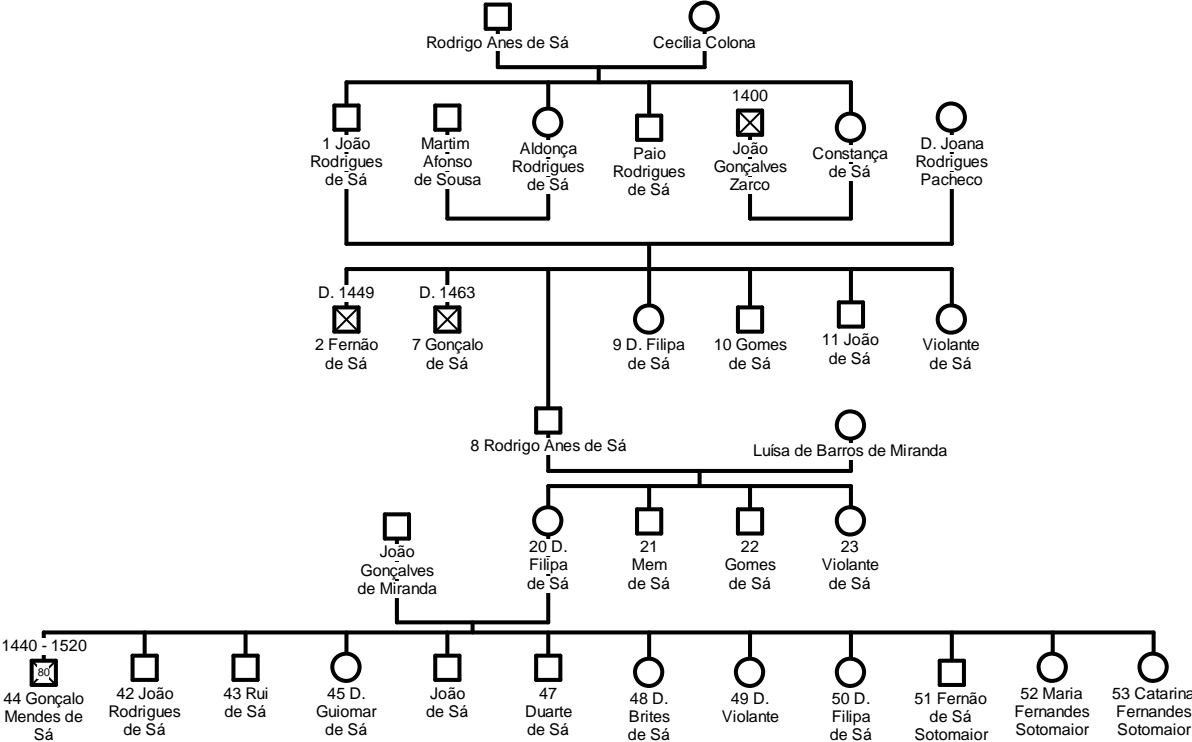 Rodrigo Anes de Sá
Cecília Colona
1 João
Rodrigues
de Sá
Martim
Afonso
de Sousa
Aldonça
Rodrigues
de Sá
Paio
Rodrigues
de Sá
1400
João
Gonçalves
Zarco
Constança
de Sá
D. Joana
Rodrigues
Pacheco
D. 1449
2 Fernão
de Sá
D. 1463
7 Gonçalo
de Sá
9 D. Filipa
de Sá
10 Gomes
de Sá
11 João
de Sá
Violante
de Sá
8 Rodrigo Anes de Sá
Luísa de Barros de Miranda
João
Gonçalves
de Miranda
20 D.
Filipa
de Sá
21
Mem
de Sá
22
Gomes
de Sá
23
Violante
de Sá
1440 - 1520
80
44 Gonçalo
Mendes de
Sá
42 João
Rodrigues
de Sá
43 Rui
de Sá
45 D.
Guiomar
de Sá
João
de Sá
47
Duarte
de Sá
48 D.
Brites
de Sá
49 D.
Violante
50 D.
Filipa
de Sá
51 Fernão
de Sá
Sotomaior
52 Maria
Fernandes
Sotomaior
53 Catarina
Fernandes
Sotomaior